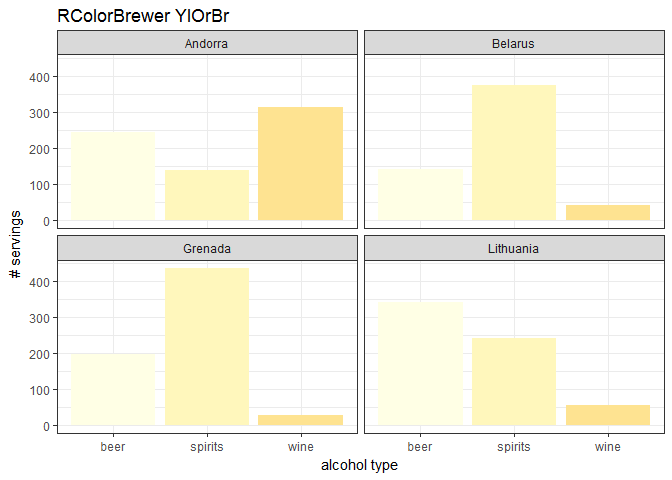 RColorBrewer YlOrBr
Andorra
Belarus
400
300
200
100
0
# servings
Grenada
Lithuania
400
300
200
100
0
beer
spirits
wine
beer
spirits
wine
alcohol type